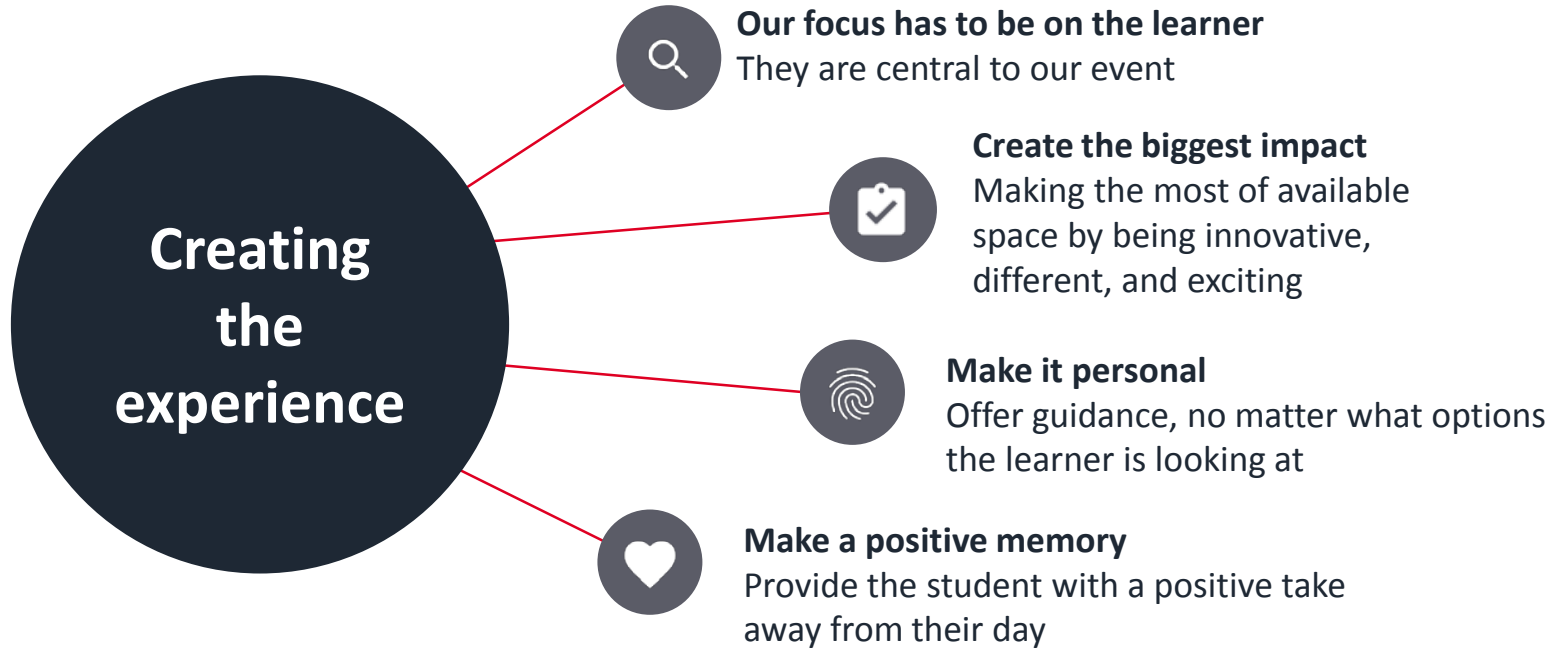 Creating
the
experience
Our focus has to be on the learner
They are central to our event
Create the biggest impact
Making the most of available
space by being innovative,
different, and exciting
Make it personal
Offer guidance, no matter what options
the learner is looking at
Make a positive memory
Provide the student with a positive take
away from their day